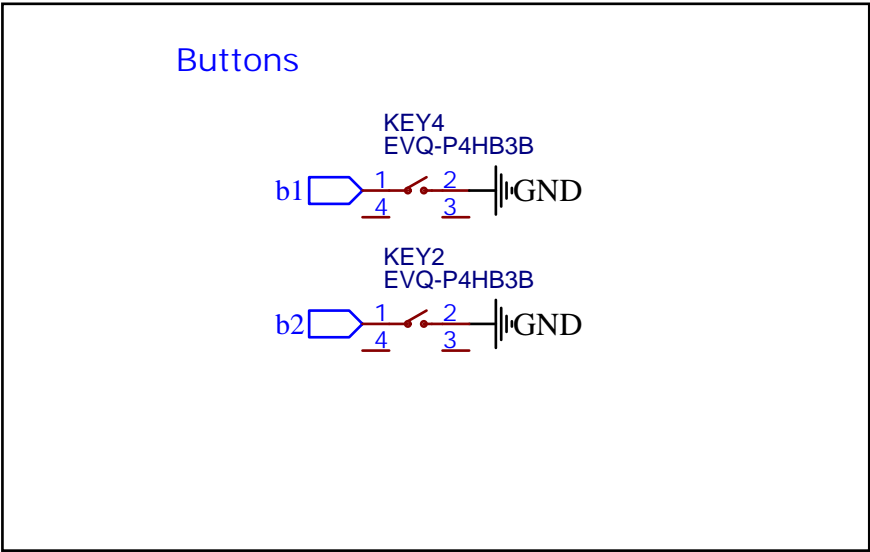 Buttons
KEY4
EVQ-P4HB3B
b1 1 2 GND
4 3
KEY2
EVQ-P4HB3B
b2 1 2 GND
4 3